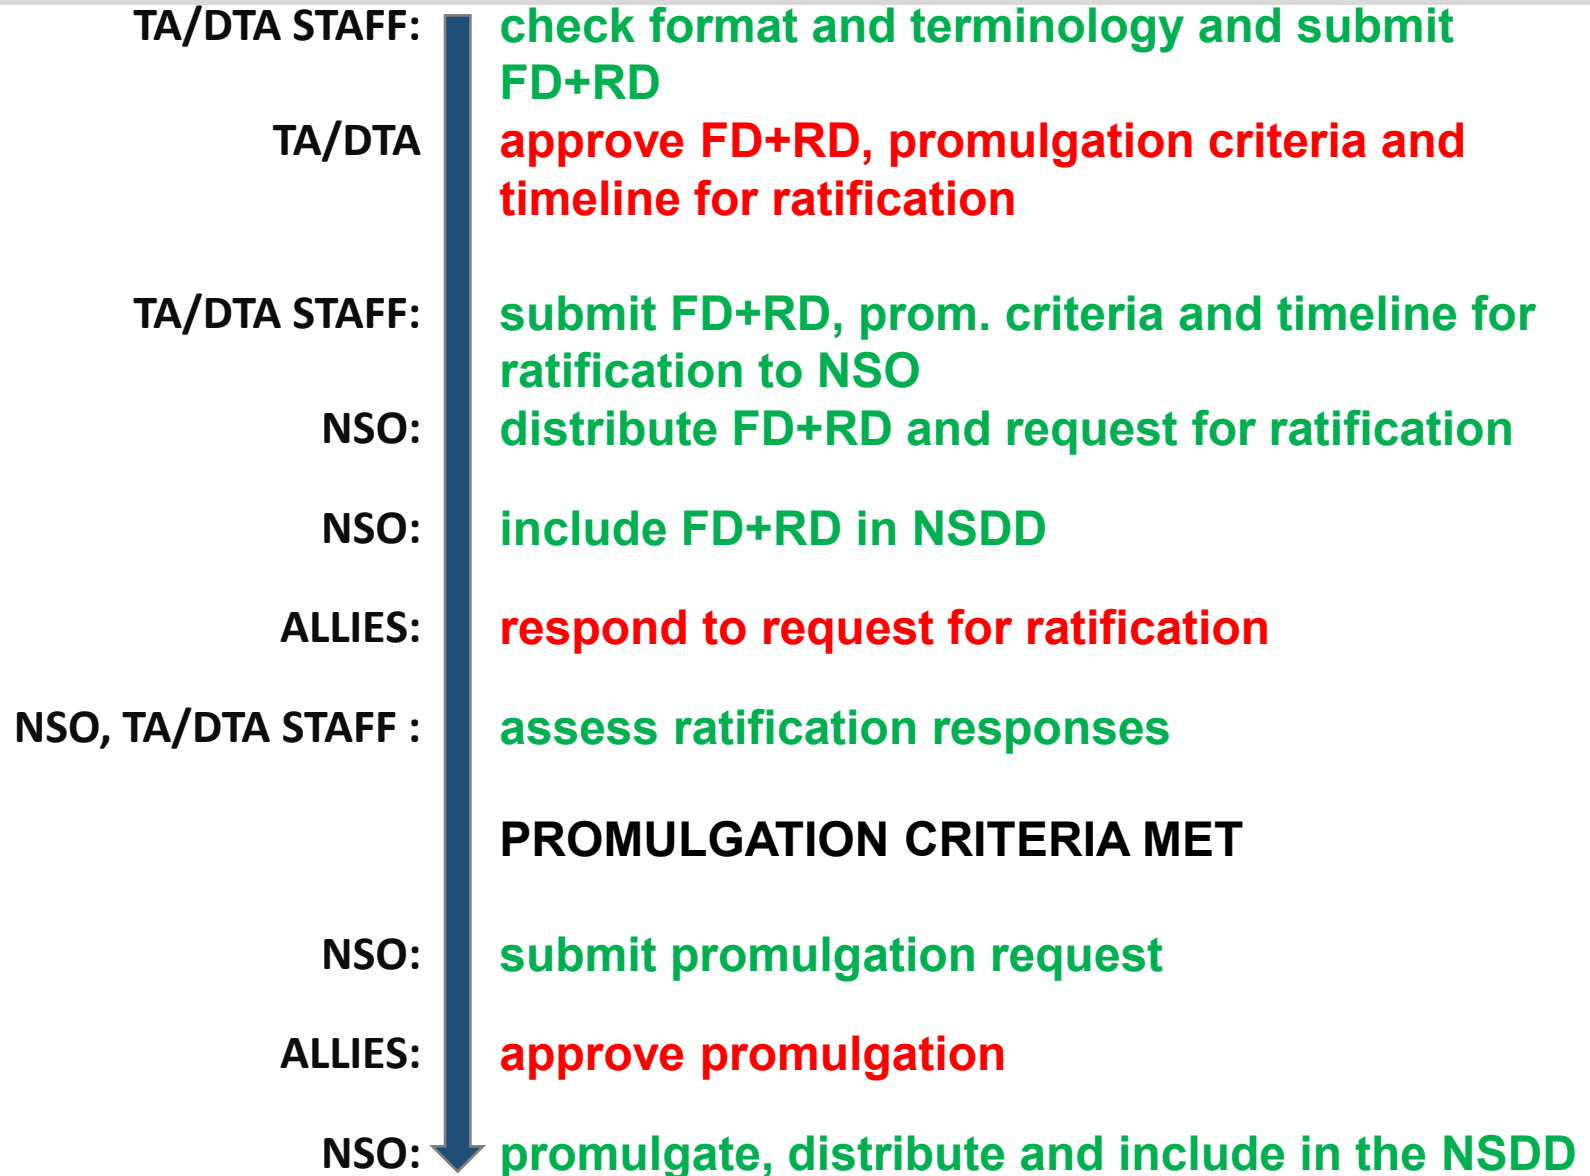 TA/DTA STAFF: check format and terminology and submit
FD+RD
TA/DTA approve FD+RD, promulgation criteria and
timeline for ratification
TA/DTA STAFF: submit FD+RD, prom. criteria and timeline for
ratification to NSO
NSO: distribute FD+RD and request for ratification
NSO: include FD+RD in NSDD
ALLIES: respond to request for ratification
NSO, TA/DTA STAFF : assess ratification responses
PROMULGATION CRITERIA MET
NSO: submit promulgation request
ALLIES: approve promulgation
NSO: promulgate, distribute and include in the NSDD